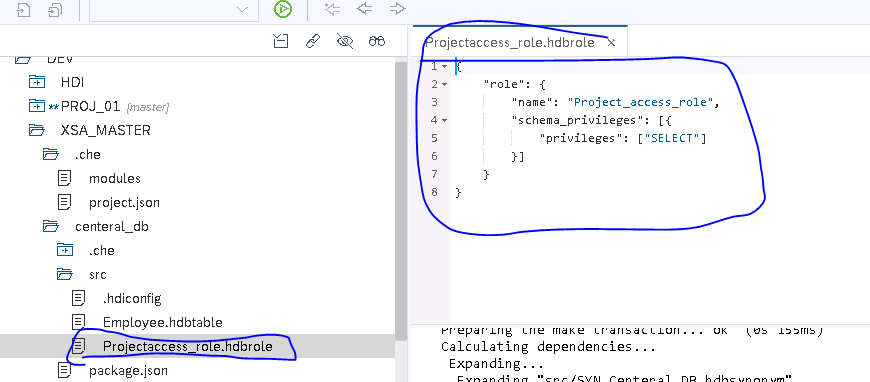 DEV
HDI
**PROJ_01 [master]
XSA_MASTER
.che
modules
project.json
centeral_db
.che
src
.hdiconfig
Employee.hdbtable
Projectaccess_role.hdbrole
package.json
Projectaccess_role.hdbrole ×
1 {
2 "role": {
3 "name": "Project_access_role",
4 "schema_privileges": [{
5 "privileges": ["SELECT"]
6 }]
7 }
8 }
Preparing the make transaction... ok (0s 155ms)
Calculating dependencies...
Expanding...
Expanding "src/SYN_Centeral_DB.hdbsynonym"